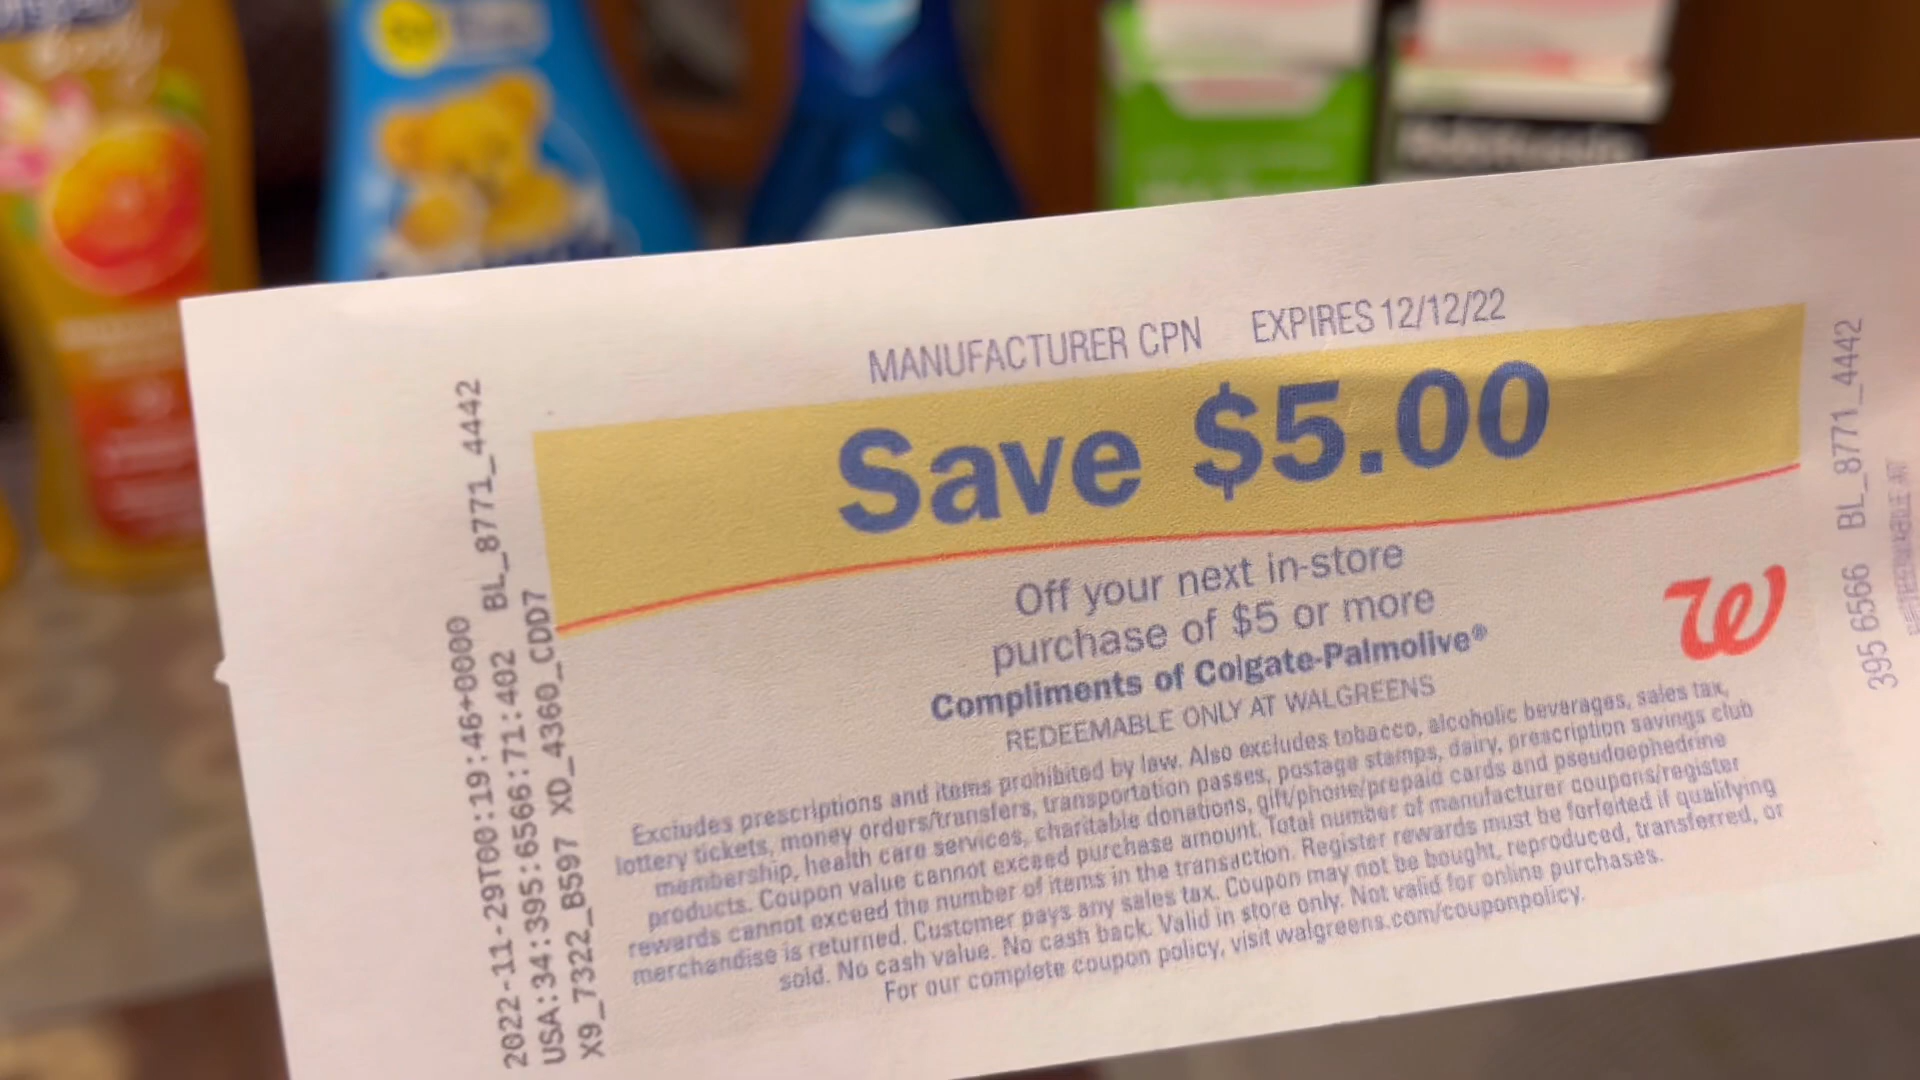 body
MANUFACTURER CPN EXPIRES 12/12/22
Save $5.00
Off your next in-store
purchase of $5 or more
Compliments of Colgate-Palmolive®
REDEEMABLE ONLY AT WALGREENS
W
Excludes prescriptions and items prohibited by law. Also excludes tobacco, alcoholic beverages, sales tax,
lottery tickets, money orders/transfers, transportation passes, postage stamps, dairy, prescription savings club
membership, health care services, charitable donations, gift/phone/prepaid cards and pseudoephedrine
products. Coupon value cannot exceed purchase amount. Total number of manufacturer coupons/register
rewards cannot exceed the number of items in the transaction. Register rewards must be forfeited if qualifying
merchandise is returned. Customer pays any sales tax. Coupon may not be bought, reproduced, transferred, or
sold. No cash value. No cash back. Valid in store only. Not valid for online purchases.
For our complete coupon policy, visit walgreens.com/couponpolicy.
2022-11-29T00:19:46+0000 BL_8771_4442
USA:34:395:6566:71:402
X9_7322_B597 XD_4360_CDD7
395 6566 BL_8771_4442